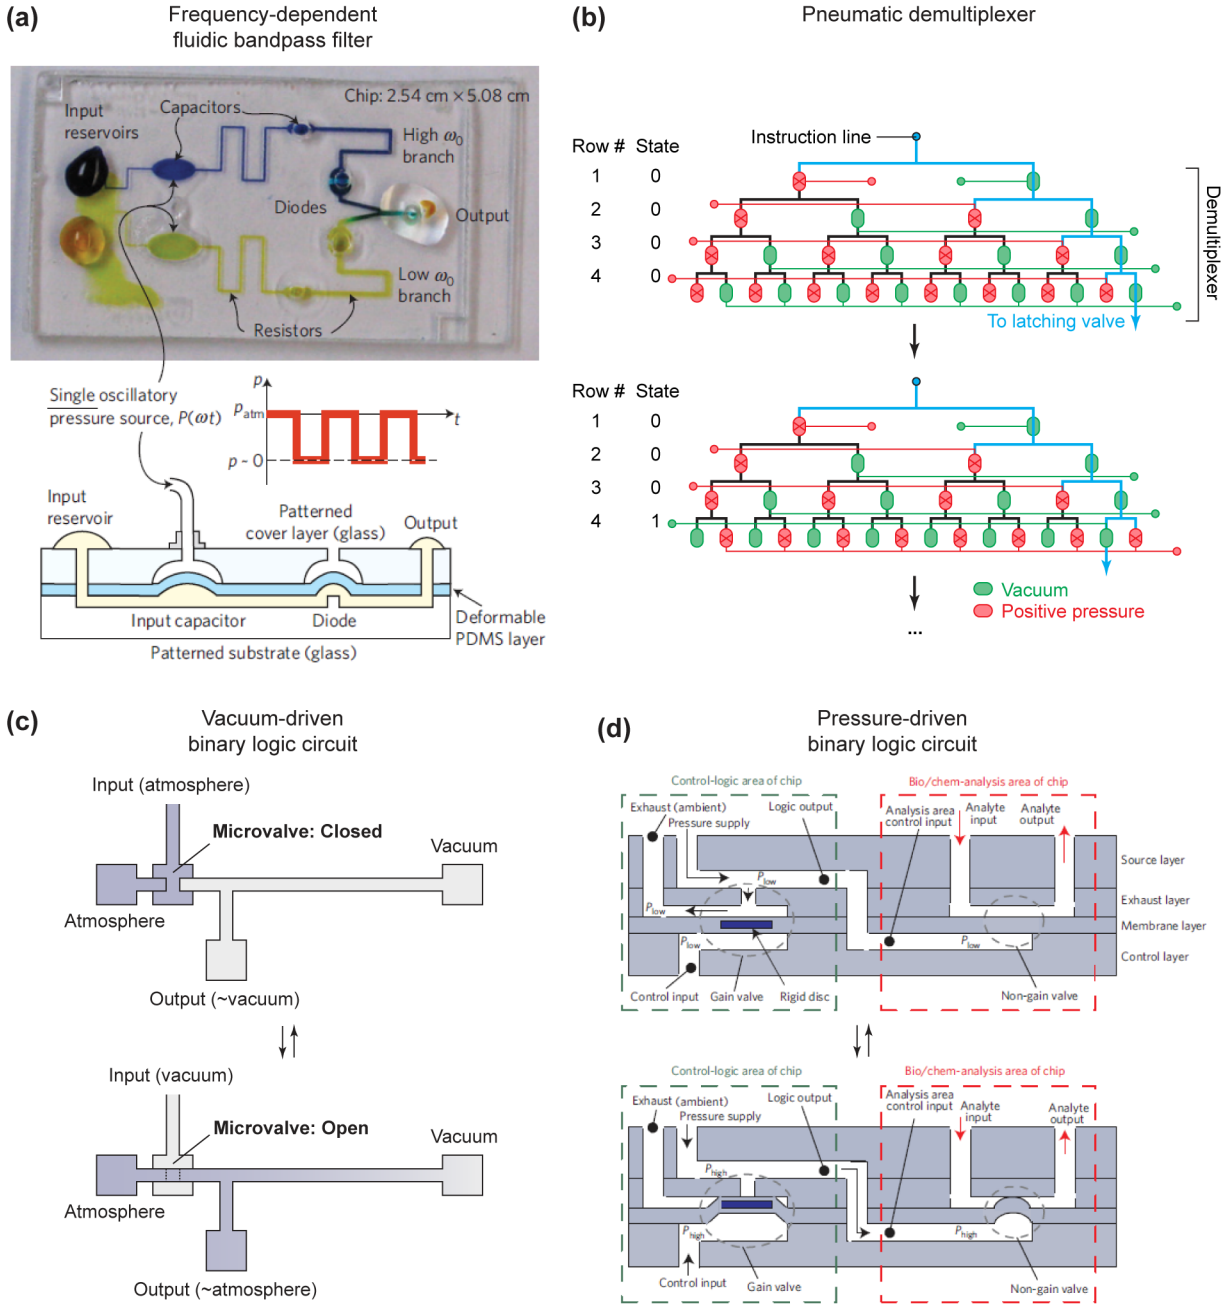 (a)
Frequency-dependent
fluidic bandpass filter
Chip: 2.54 cm × 5.08 cm
Input
reservoirs
Capacitors
High ω₀
branch
Diodes
Output
Low ω₀
branch
Resistors
Single oscillatory
pressure source, P(ωt)
p
Patm
t
p ~ 0
Input
reservoir
Patterned
cover layer (glass)
Output
Input capacitor
Diode
Deformable
PDMS layer
Patterned substrate (glass)
(b)
Pneumatic demultiplexer
Instruction line
Row # State
1 0
2 0
3 0
4 0
To latching valve
Demultiplexer
Row # State
1 0
2 0
3 0
4 1
Vacuum
Positive pressure
...
(c)
Vacuum-driven
binary logic circuit
Input (atmosphere)
Microvalve: Closed
Vacuum
Atmosphere
Output (~vacuum)
Input (vacuum)
Microvalve: Open
Vacuum
Atmosphere
Output (~atmosphere)
(d)
Pressure-driven
binary logic circuit
Control-logic area of chip
Bio/chem-analysis area of chip
Exhaust (ambient)
Pressure supply
Logic output
Analysis area
control input
Analyte
input
Analyte
output
Source layer
Exhaust layer
Membrane layer
Control layer
Plow
Plow
Plow
Plow
Control input
Gain valve
Rigid disc
Non-gain valve
Control-logic area of chip
Bio/chem-analysis area of chip
Exhaust (ambient)
Pressure supply
Logic output
Analysis area
control input
Analyte
input
Analyte
output
Phigh
Phigh
Phigh
Control input
Gain valve
Non-gain valve